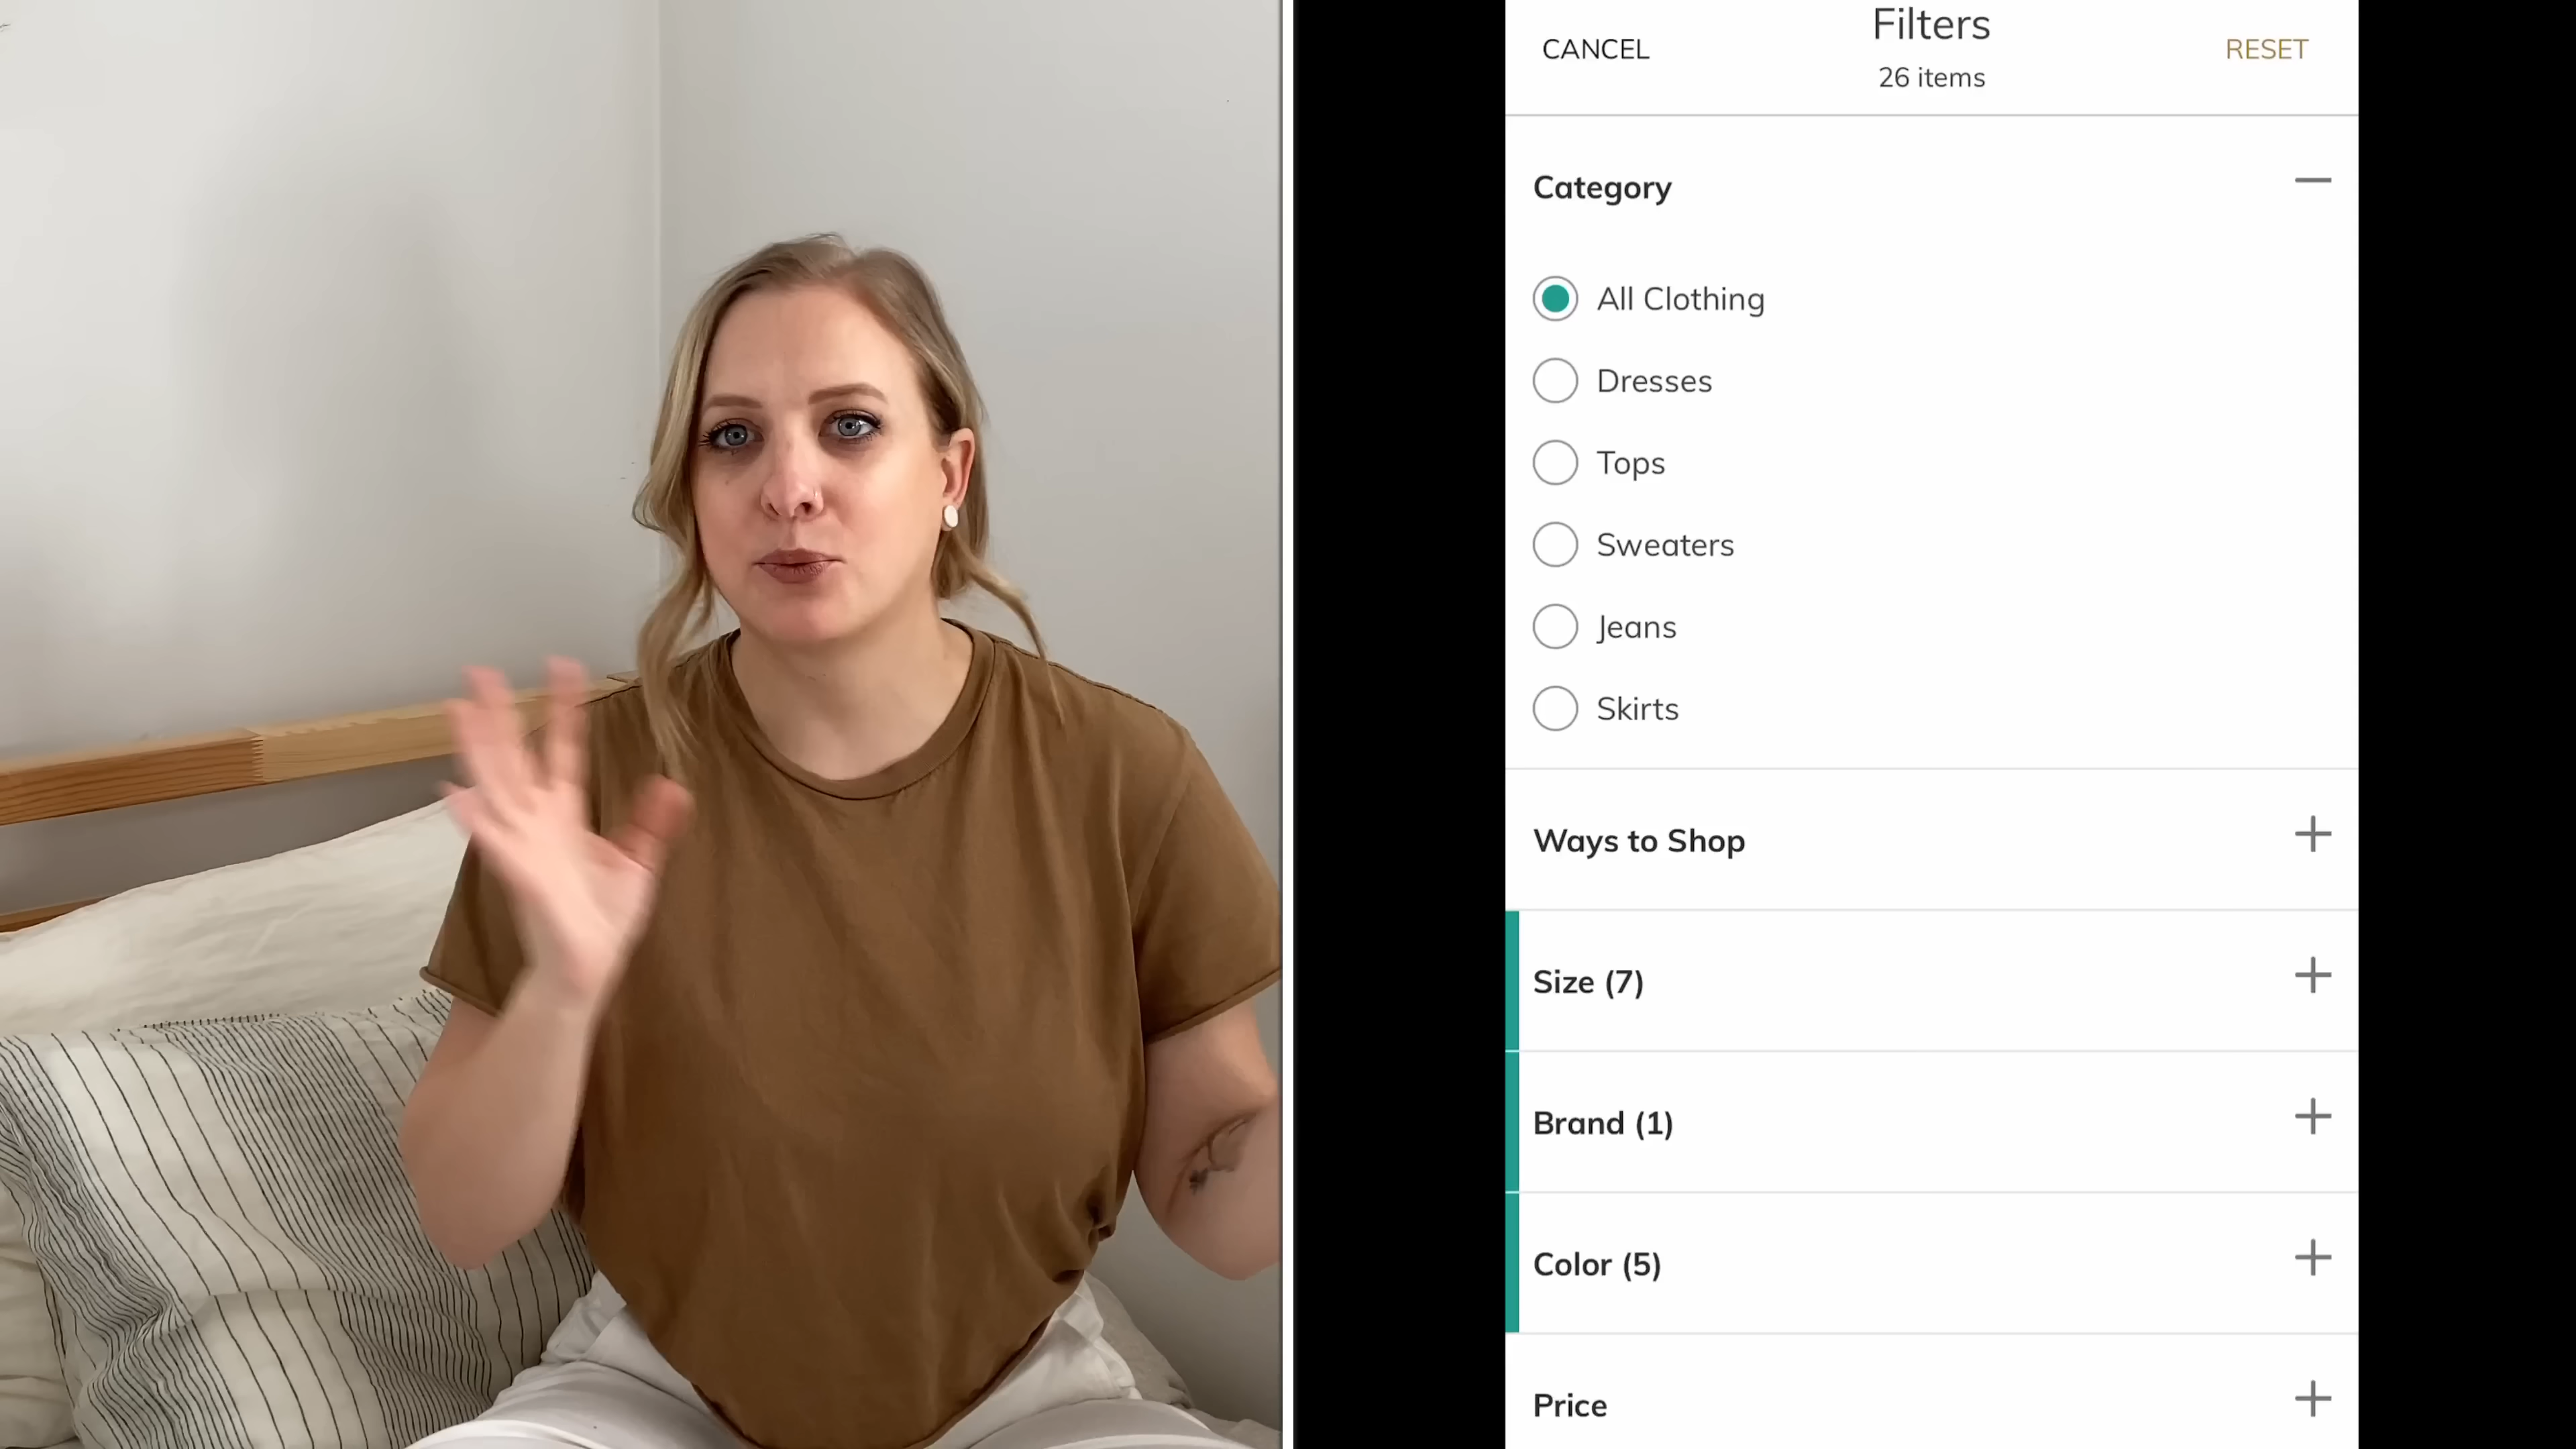 CANCEL
Filters
26 items
RESET
Category
All Clothing
Dresses
Tops
Sweaters
Jeans
Skirts
Ways to Shop
Size (7)
Brand (1)
Color (5)
Price